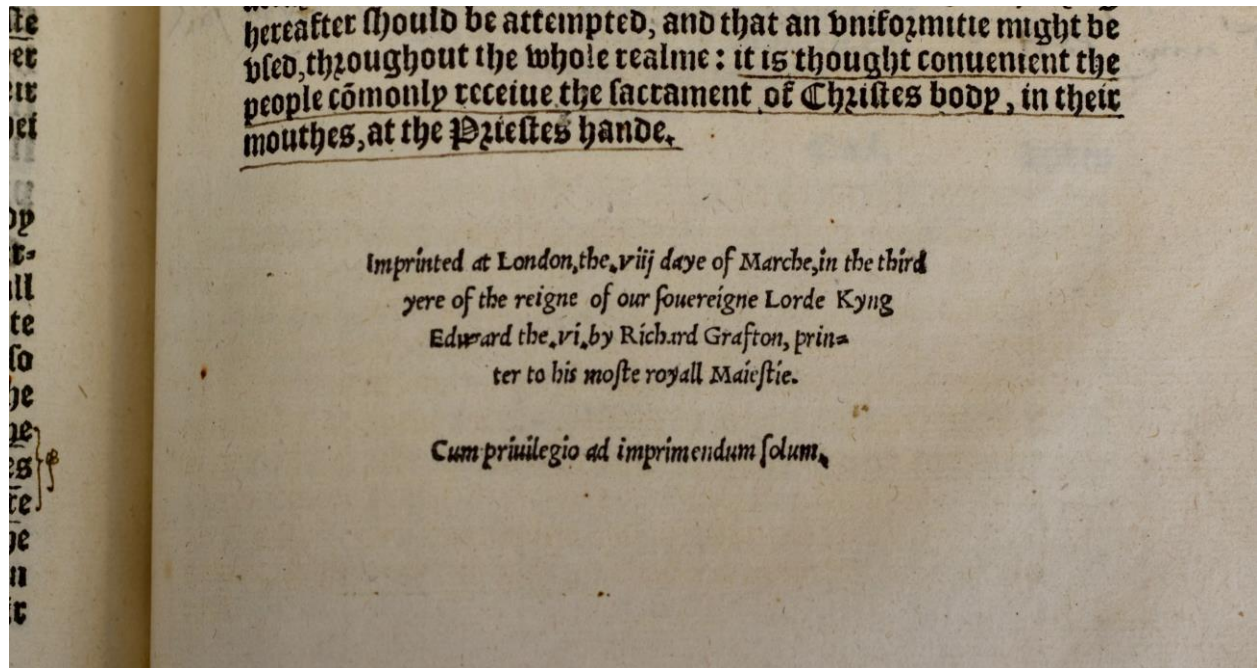 hereafter ſhould be attempted, and that an vniformitie might be
vſed, throughout the whole realme: it is thought conuenient the
people cõmonly receiue the ſacrament of Chriſtes body, in their
mouthes, at the Prieſtes hande.
Imprinted at London, the .viij daye of Marche, in the third
yere of the reigne of our ſouereigne Lorde Kyng
Edward the .vi. by Richard Grafton, prin=
ter to his moſte royall Maieſtie.
Cum priuilegio ad imprimendum ſolum.